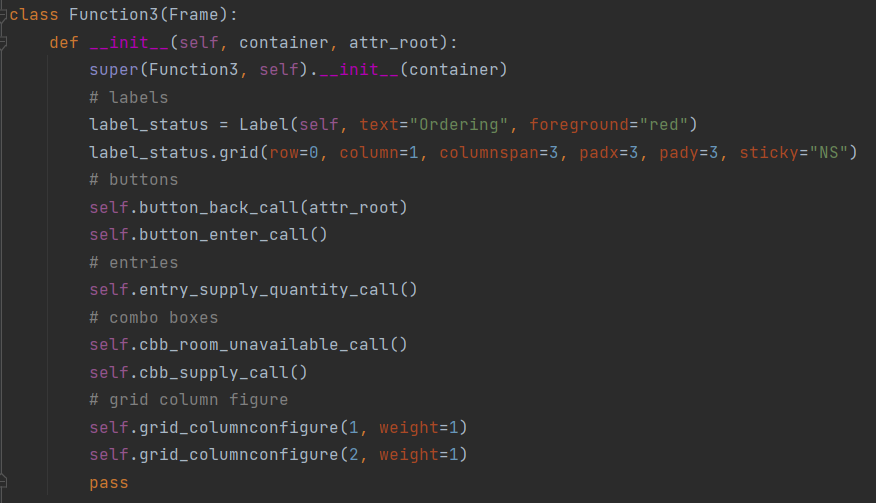 class Function3(Frame):
    def __init__(self, container, attr_root):
        super(Function3, self).__init__(container)
        # labels
        label_status = Label(self, text="Ordering", foreground="red")
        label_status.grid(row=0, column=1, columnspan=3, padx=3, pady=3, sticky="NS")
        # buttons
        self.button_back_call(attr_root)
        self.button_enter_call()
        # entries
        self.entry_supply_quantity_call()
        # combo boxes
        self.cbb_room_unavailable_call()
        self.cbb_supply_call()
        # grid column figure
        self.grid_columnconfigure(1, weight=1)
        self.grid_columnconfigure(2, weight=1)
        pass